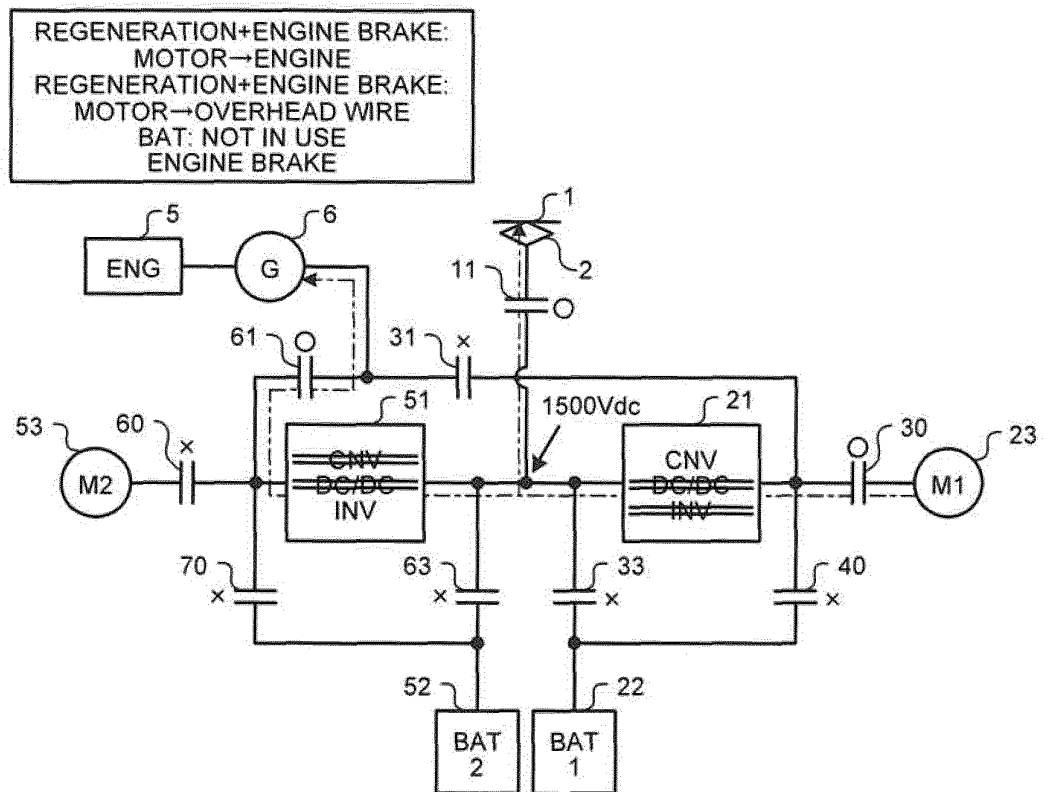 REGENERATION+ENGINE BRAKE:
MOTOR→ENGINE
REGENERATION+ENGINE BRAKE:
MOTOR→OVERHEAD WIRE
BAT: NOT IN USE
ENGINE BRAKE
5
6
1
ENG
G
2
11
61
31
×
1500Vdc
53
60
×
51
21
30
23
M2
CNV
DC/DC
INV
CNV
DC/DC
INV
M1
70
×
63
×
33
×
40
×
52
22
BAT
2
BAT
1